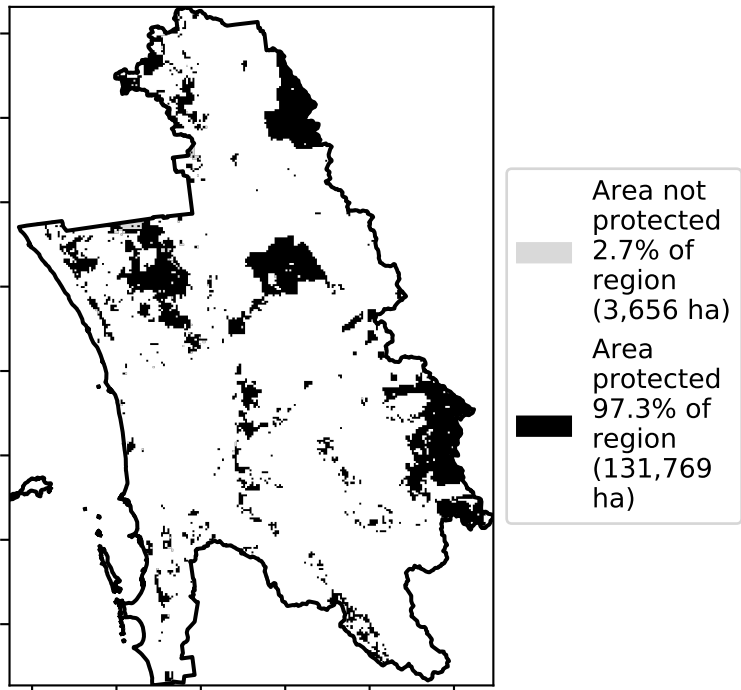 Area not
protected
2.7% of
region
(3,656 ha)
Area
protected
97.3% of
region
(131,769
ha)